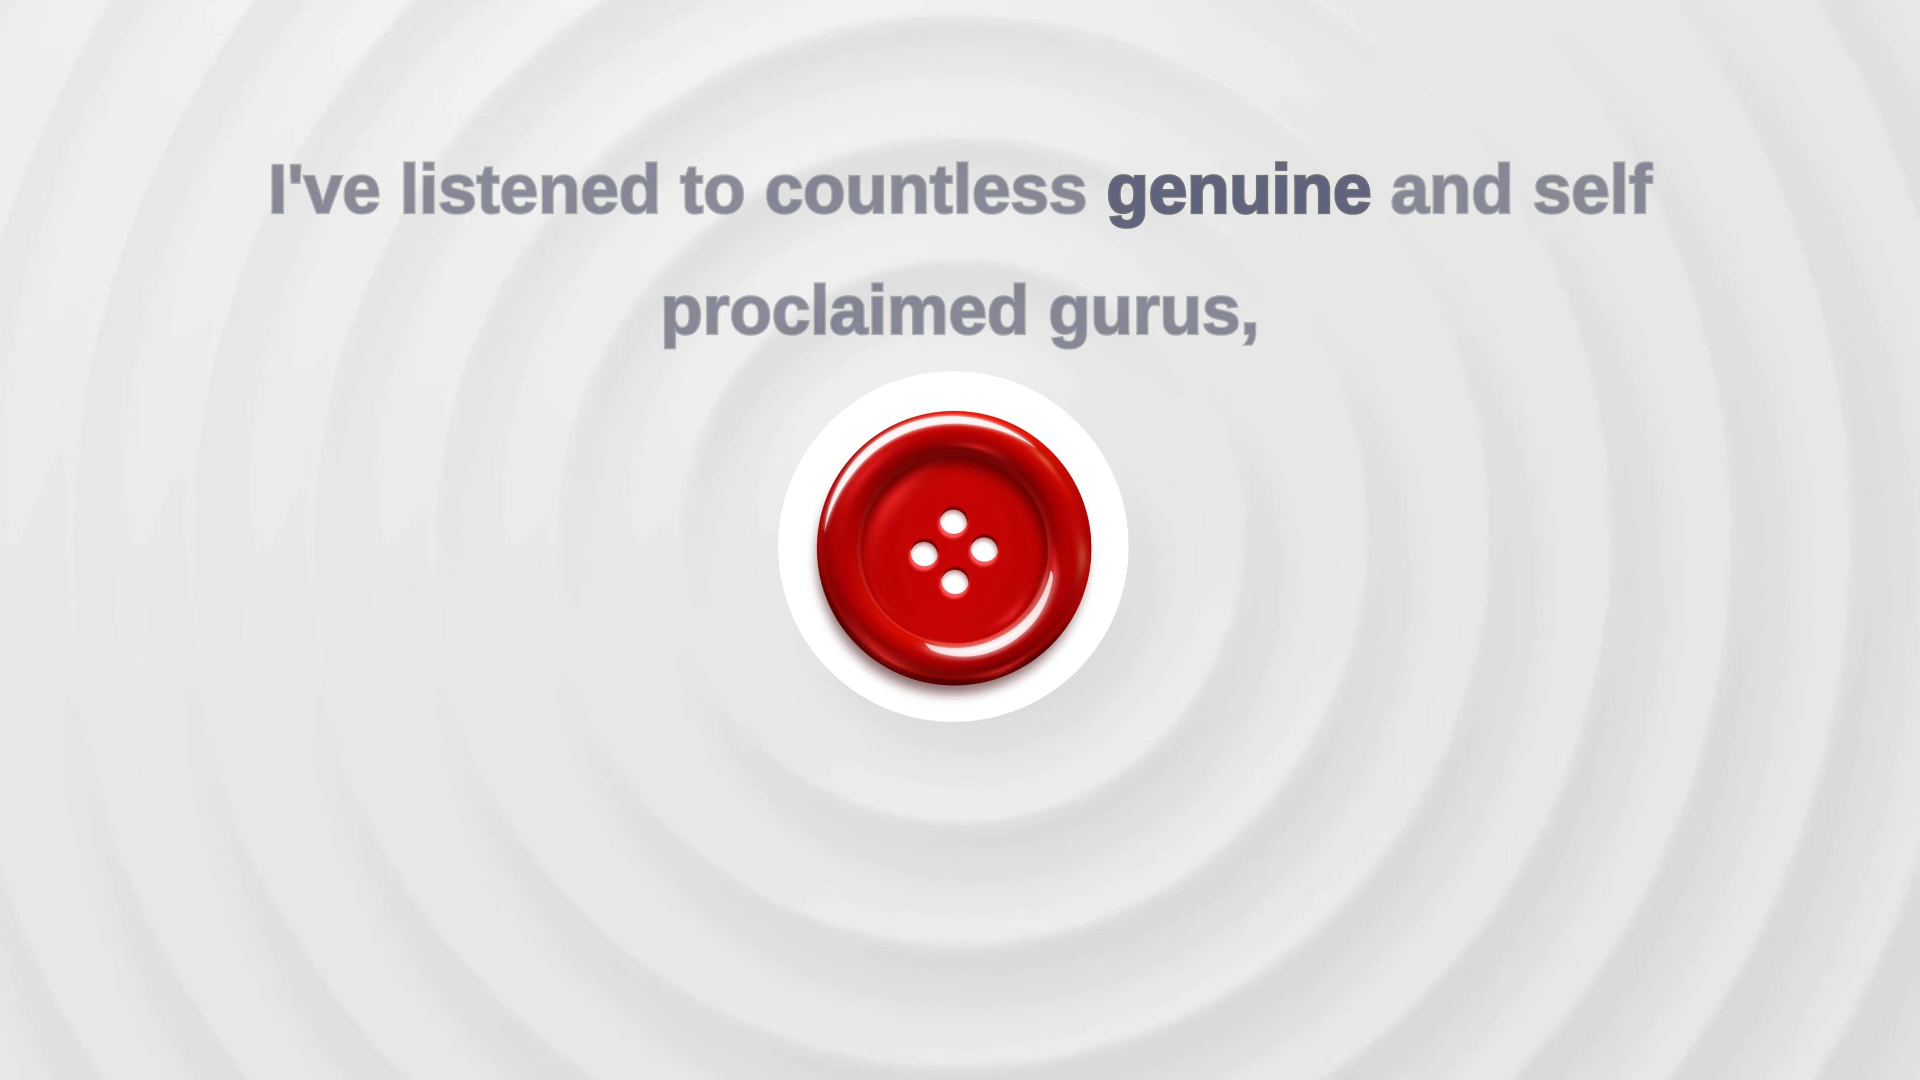 I've listened to countless genuine and self
proclaimed gurus,